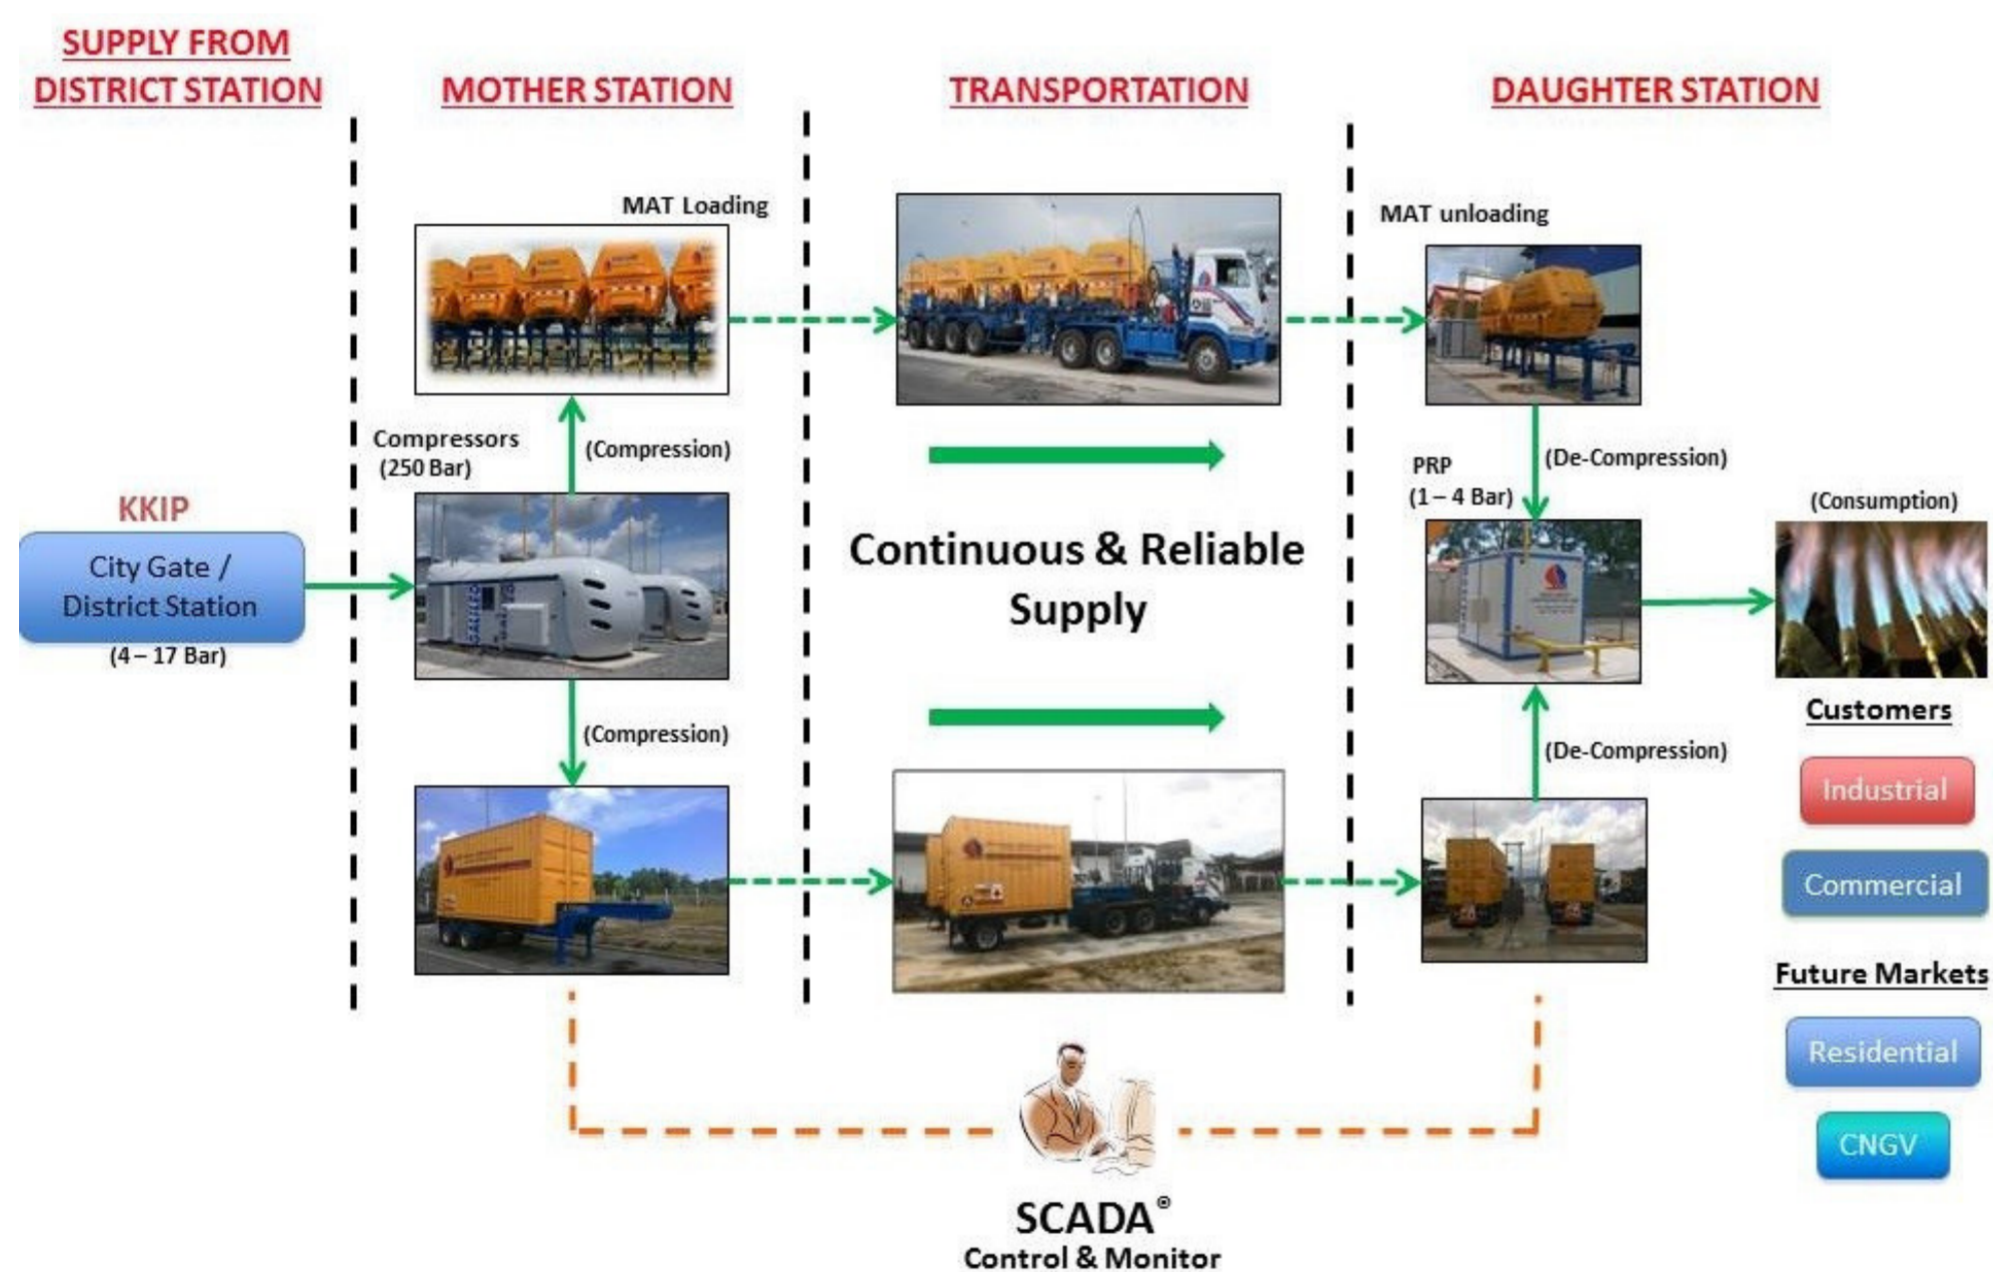 SUPPLY FROM
DISTRICT STATION
MOTHER STATION
TRANSPORTATION
DAUGHTER STATION
MAT Loading
MAT unloading
Compressors
(250 Bar)
(Compression)
(De-Compression)
PRP
(1 – 4 Bar)
(Consumption)
KKIP
City Gate /
District Station
(4 – 17 Bar)
GALILEO
Continuous & Reliable
Supply
(Compression)
(De-Compression)
Customers
Industrial
Commercial
Future Markets
Residential
CNGV
SCADA®
Control & Monitor